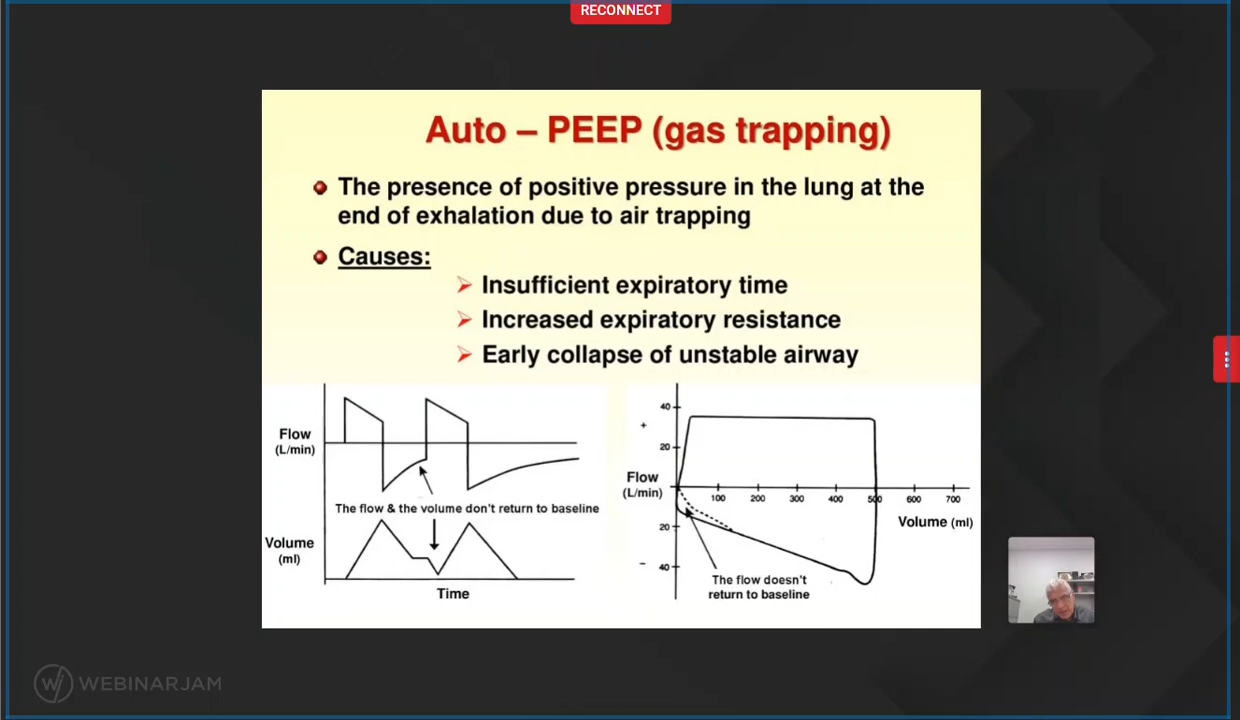 RECONNECT
Auto – PEEP (gas trapping)
The presence of positive pressure in the lung at the
end of exhalation due to air trapping
Causes:
Insufficient expiratory time
Increased expiratory resistance
Early collapse of unstable airway
Flow
(L/min)
The flow & the volume don't return to baseline
Volume
(ml)
Time
40
+
20
Flow
(L/min)
100 200 300 400 500 600 700
Volume (ml)
20
– 40
The flow doesn't
return to baseline
WEBINARJAM